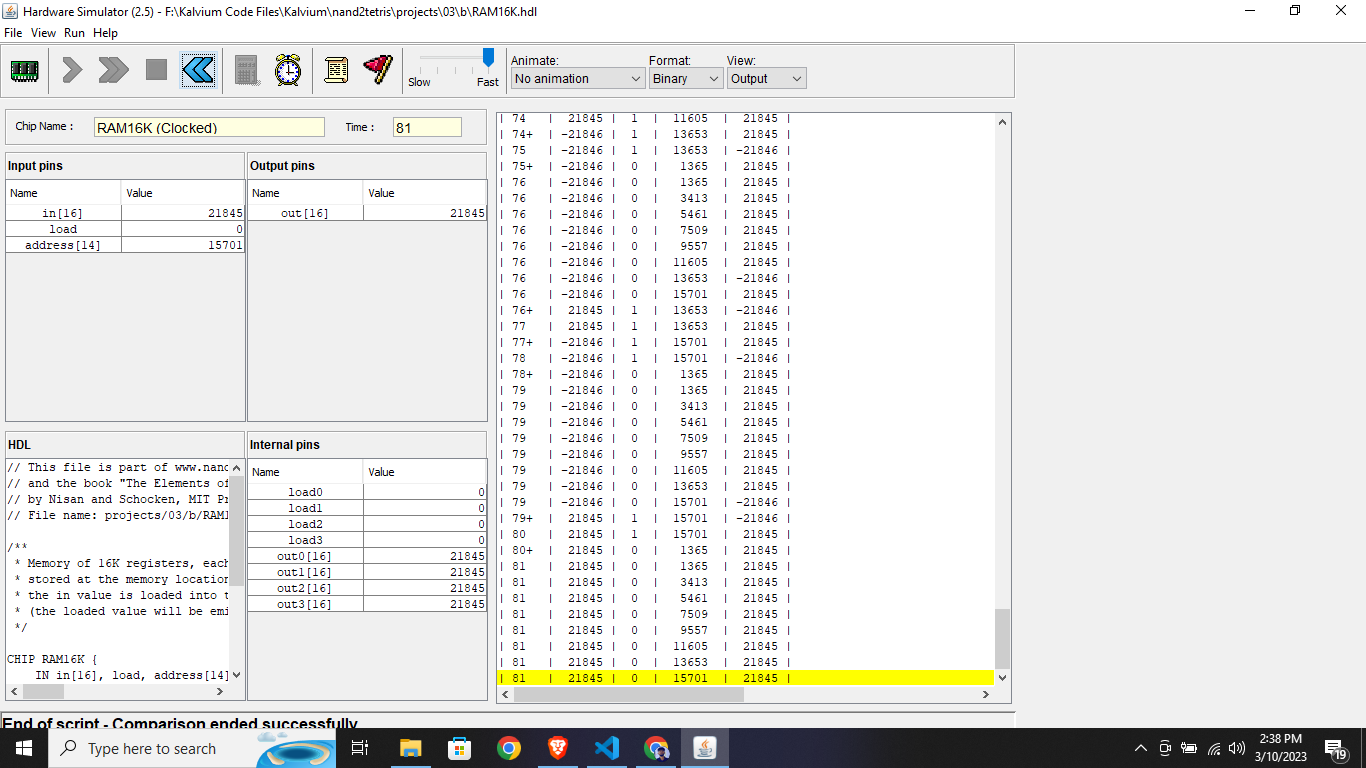 Hardware Simulator (2.5) - F:\Kalvium Code Files\Kalvium\nand2tetris\projects\03\b\RAM16K.hdl
File View Run Help
Slow Fast
Animate: Format: View:
No animation Binary Output
Chip Name : RAM16K (Clocked) Time : 81
Input pins
Name Value
in[16] 21845
load 0
address[14] 15701
Output pins
Name Value
out[16] 21845
HDL
// This file is part of www.nand
// and the book "The Elements of
// by Nisan and Schocken, MIT Pr
// File name: projects/03/b/RAM1
/**
* Memory of 16K registers, each
* stored at the memory location
* the in value is loaded into t
* (the loaded value will be emi
*/
CHIP RAM16K {
IN in[16], load, address[14]
Internal pins
Name Value
load0 0
load1 0
load2 0
load3 0
out0[16] 21845
out1[16] 21845
out2[16] 21845
out3[16] 21845
| 74 | 21845 | 1 | 11605 | 21845 |
| 74+ | -21846 | 1 | 13653 | 21845 |
| 75 | -21846 | 1 | 13653 | -21846 |
| 75+ | -21846 | 0 | 1365 | 21845 |
| 76 | -21846 | 0 | 1365 | 21845 |
| 76 | -21846 | 0 | 3413 | 21845 |
| 76 | -21846 | 0 | 5461 | 21845 |
| 76 | -21846 | 0 | 7509 | 21845 |
| 76 | -21846 | 0 | 9557 | 21845 |
| 76 | -21846 | 0 | 11605 | 21845 |
| 76 | -21846 | 0 | 13653 | -21846 |
| 76 | -21846 | 0 | 15701 | 21845 |
| 76+ | 21845 | 1 | 13653 | -21846 |
| 77 | 21845 | 1 | 13653 | 21845 |
| 77+ | -21846 | 1 | 15701 | 21845 |
| 78 | -21846 | 1 | 15701 | -21846 |
| 78+ | -21846 | 0 | 1365 | 21845 |
| 79 | -21846 | 0 | 1365 | 21845 |
| 79 | -21846 | 0 | 3413 | 21845 |
| 79 | -21846 | 0 | 5461 | 21845 |
| 79 | -21846 | 0 | 7509 | 21845 |
| 79 | -21846 | 0 | 9557 | 21845 |
| 79 | -21846 | 0 | 11605 | 21845 |
| 79 | -21846 | 0 | 13653 | 21845 |
| 79 | -21846 | 0 | 15701 | -21846 |
| 79+ | 21845 | 1 | 15701 | -21846 |
| 80 | 21845 | 1 | 15701 | 21845 |
| 80+ | 21845 | 0 | 1365 | 21845 |
| 81 | 21845 | 0 | 1365 | 21845 |
| 81 | 21845 | 0 | 3413 | 21845 |
| 81 | 21845 | 0 | 5461 | 21845 |
| 81 | 21845 | 0 | 7509 | 21845 |
| 81 | 21845 | 0 | 9557 | 21845 |
| 81 | 21845 | 0 | 11605 | 21845 |
| 81 | 21845 | 0 | 13653 | 21845 |
| 81 | 21845 | 0 | 15701 | 21845 |
End of script - Comparison ended successfully
Type here to search
2:38 PM
3/10/2023
19